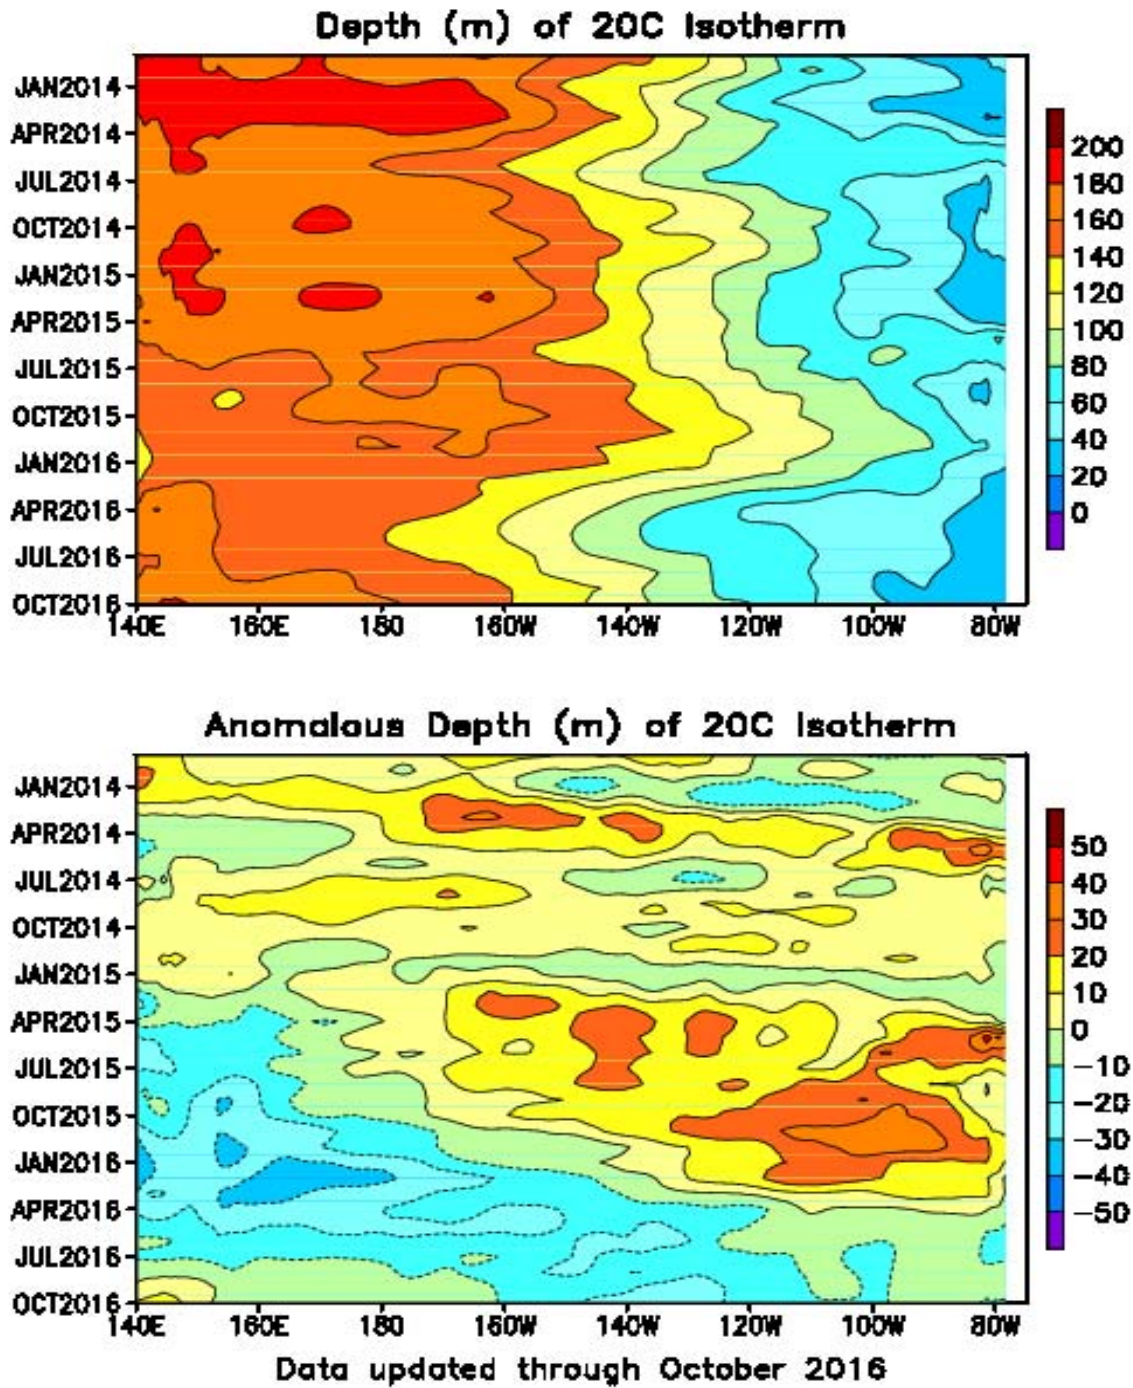 Depth (m) of 20C Isotherm
JAN2014
APR2014
JUL2014
OCT2014
JAN2015
APR2015
JUL2015
OCT2015
JAN2016
APR2016
JUL2016
OCT2016
140E 160E 180 160W 140W 120W 100W 80W
200
180
160
140
120
100
80
60
40
20
0
Anomalous Depth (m) of 20C Isotherm
JAN2014
APR2014
JUL2014
OCT2014
JAN2015
APR2015
JUL2015
OCT2015
JAN2016
APR2016
JUL2016
OCT2016
140E 160E 180 160W 140W 120W 100W 80W
50
40
30
20
10
0
-10
-20
-30
-40
-50
Data updated through October 2016